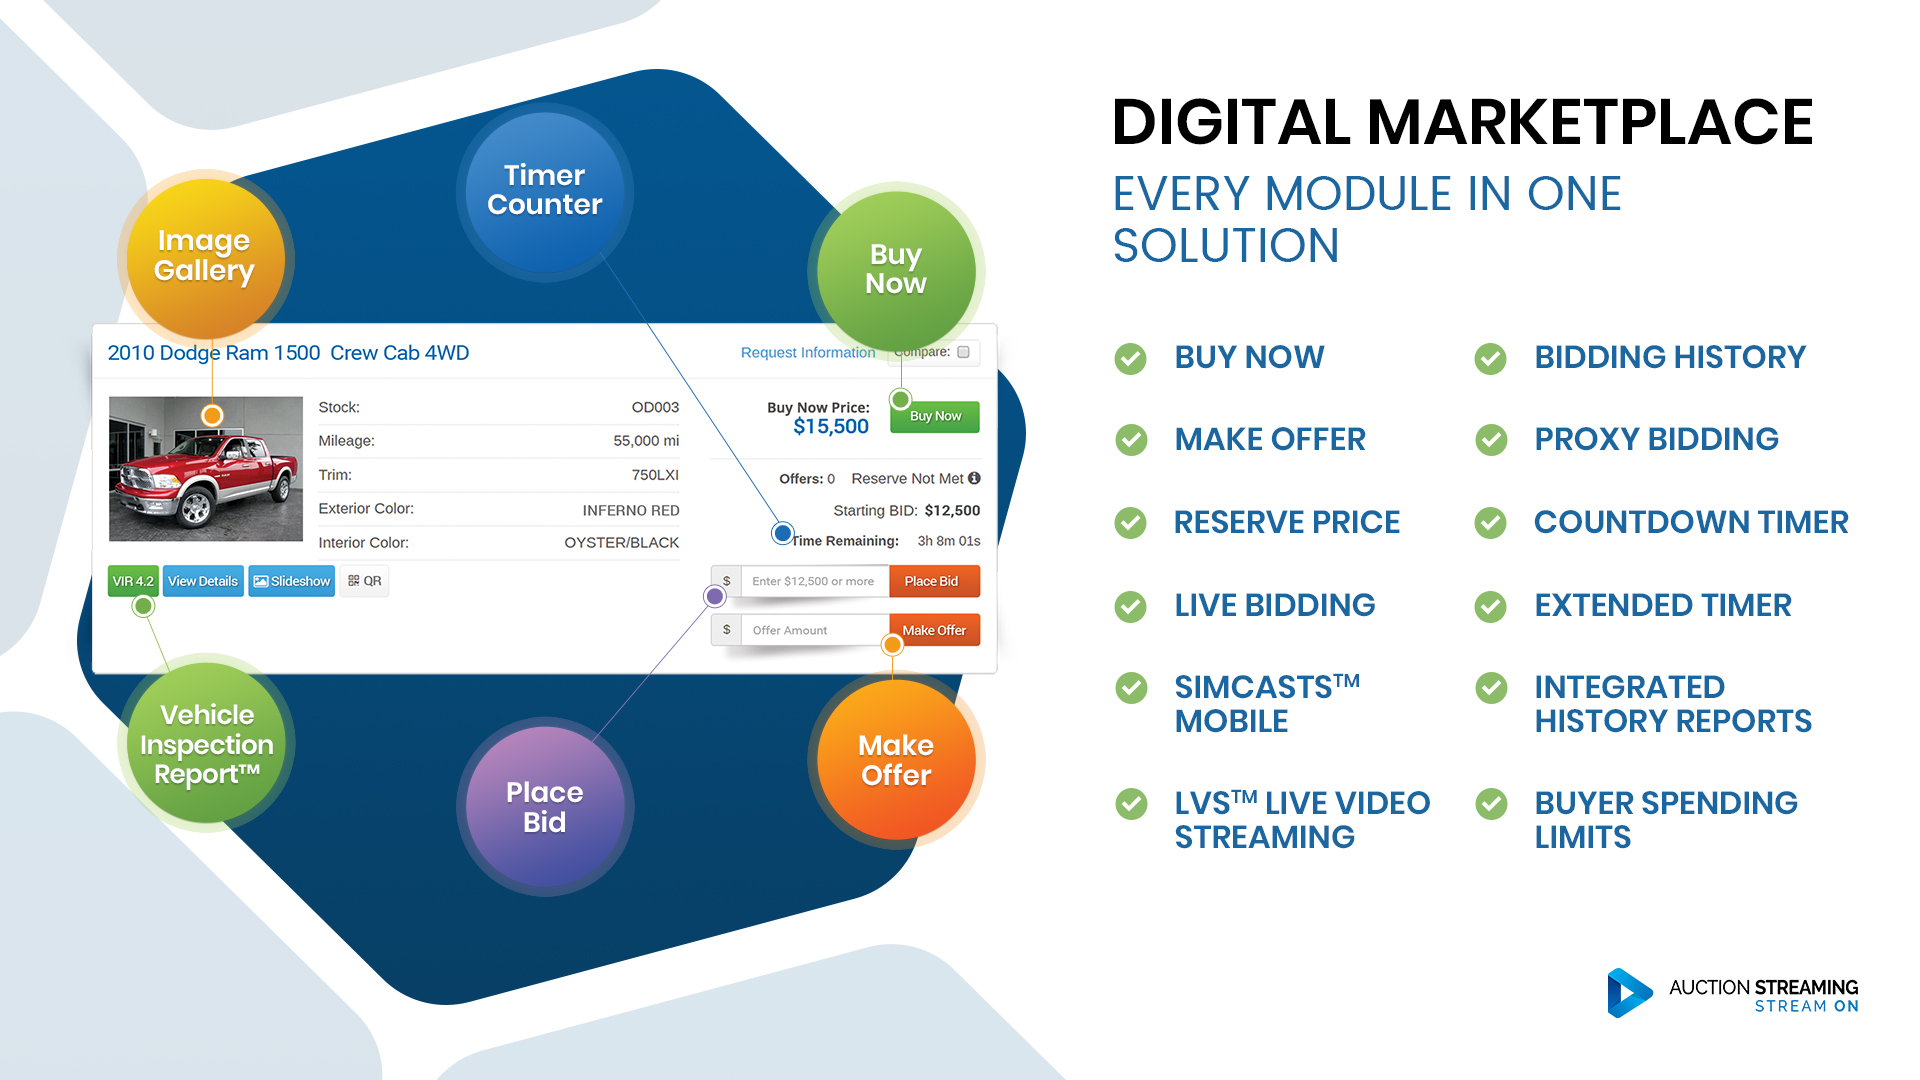 Timer
Counter
Image
Gallery
Buy
Now
2010 Dodge Ram 1500 Crew Cab 4WD
Request Information
Compare:
Stock: OD003
Mileage: 55,000 mi
Trim: 750LXI
Exterior Color: INFERNO RED
Interior Color: OYSTER/BLACK
VIR 4.2 View Details Slideshow QR
Buy Now Price:
$15,500
Buy Now
Offers: 0 Reserve Not Met
Starting BID: $12,500
Time Remaining: 3h 8m 01s
$ Enter $12,500 or more Place Bid
$ Offer Amount Make Offer
Vehicle
Inspection
Report™
Place
Bid
Make
Offer
DIGITAL MARKETPLACE
EVERY MODULE IN ONE
SOLUTION
BUY NOW
MAKE OFFER
RESERVE PRICE
LIVE BIDDING
SIMCASTS™
MOBILE
LVS™ LIVE VIDEO
STREAMING
BIDDING HISTORY
PROXY BIDDING
COUNTDOWN TIMER
EXTENDED TIMER
INTEGRATED
HISTORY REPORTS
BUYER SPENDING
LIMITS
AUCTION STREAMING
STREAM ON